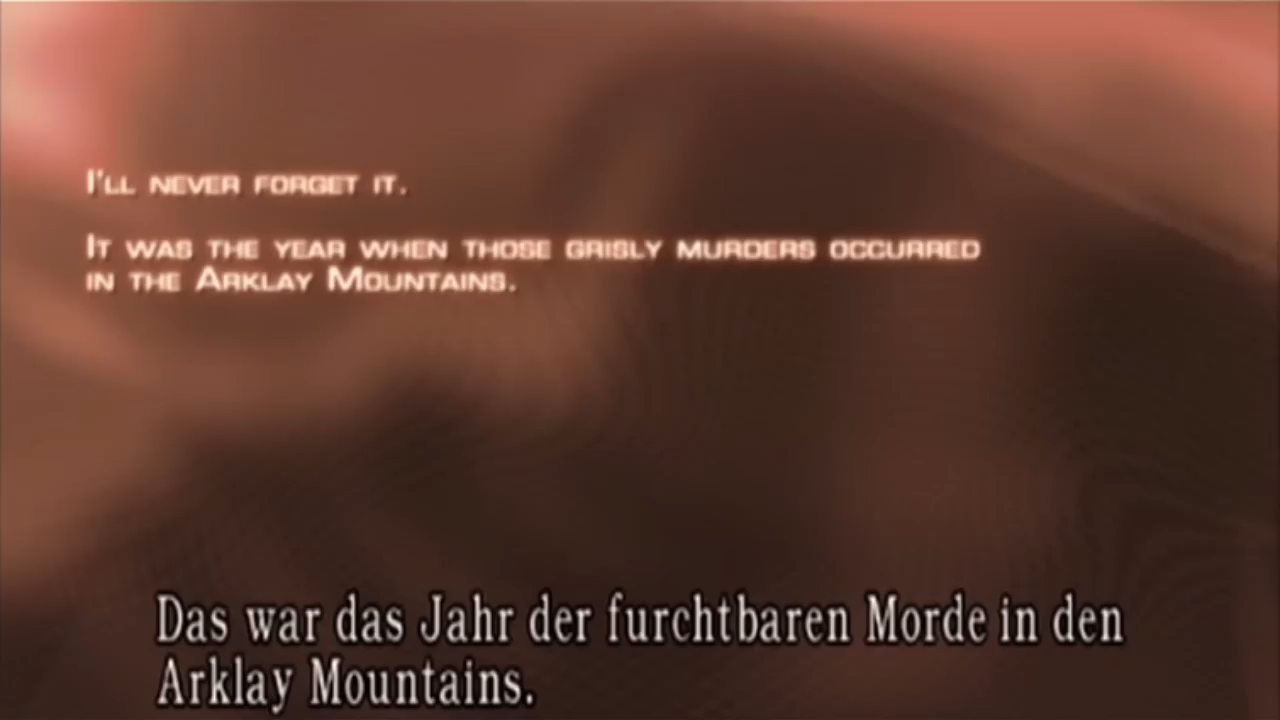 I'LL NEVER FORGET IT.
IT WAS THE YEAR WHEN THOSE GRISLY MURDERS OCCURRED
IN THE ARKLAY MOUNTAINS.
Das war das Jahr der furchtbaren Morde in den
Arklay Mountains.